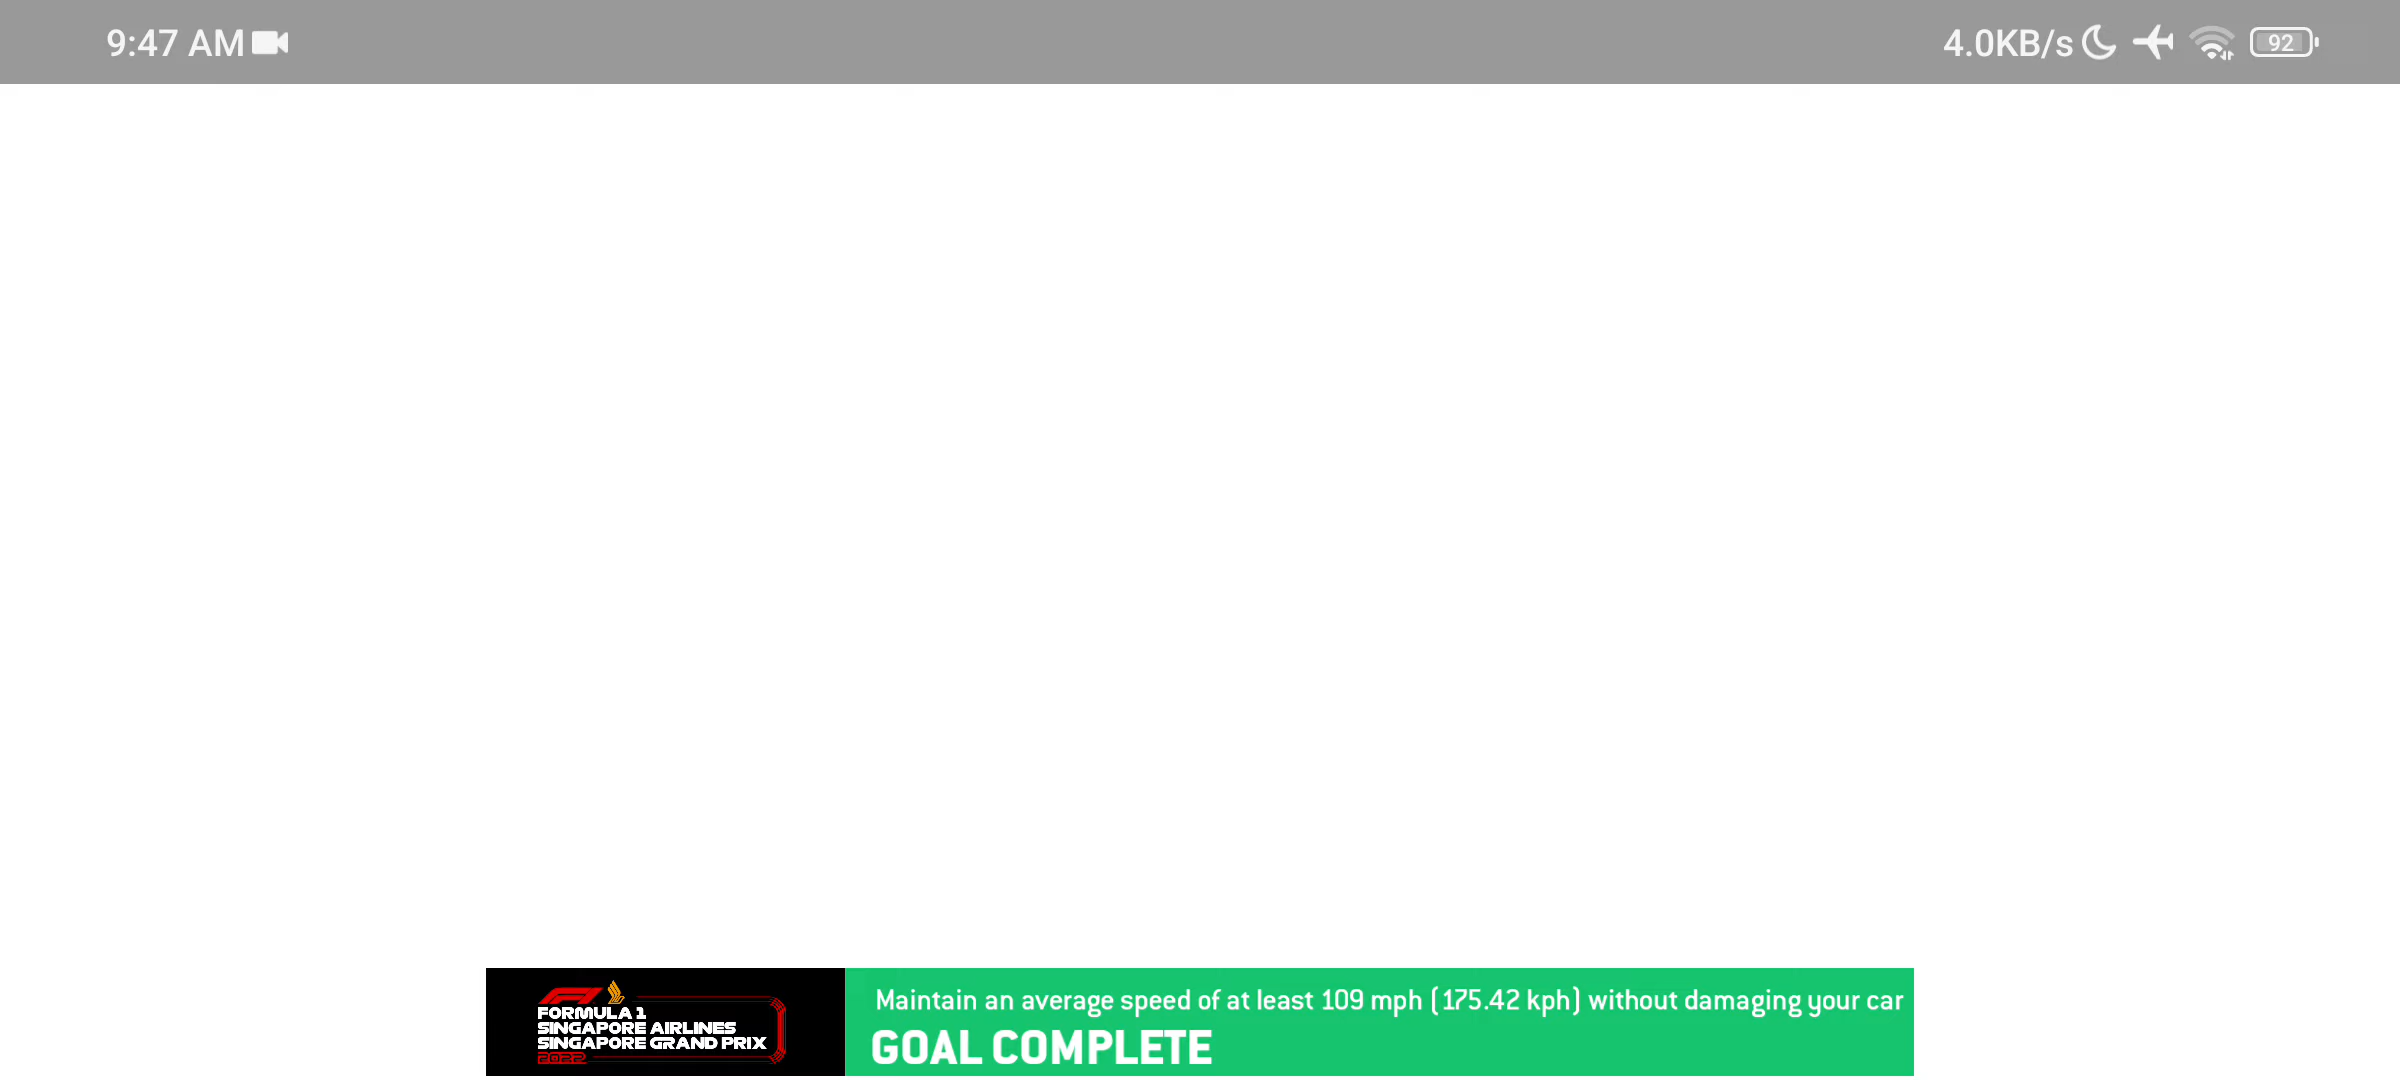 9:47 AM
4.0KB/s
92
FORMULA 1
SINGAPORE AIRLINES
SINGAPORE GRAND PRIX
2022
Maintain an average speed of at least 109 mph (175.42 kph) without damaging your car
GOAL COMPLETE